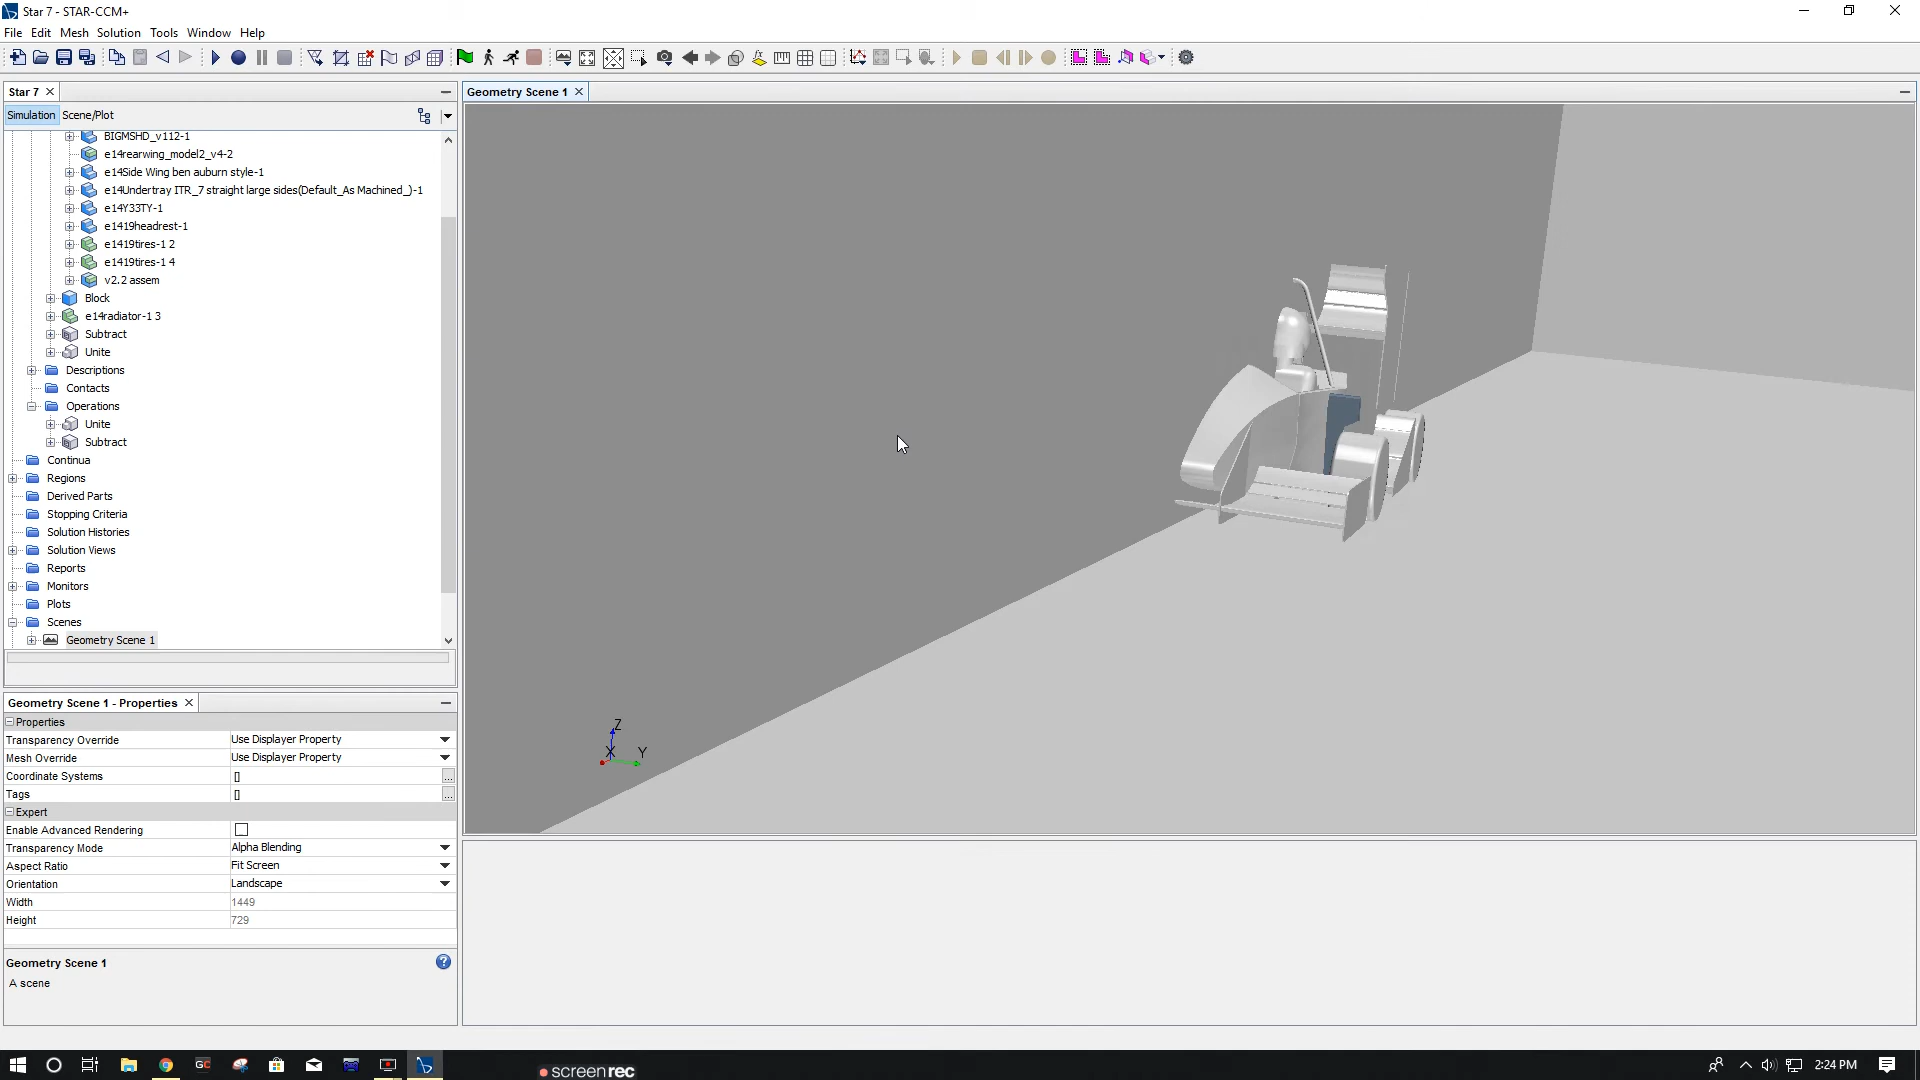 Star 7 - STAR-CCM+
File Edit Mesh Solution Tools Window Help
Star 7
Simulation Scene/Plot
BIGMSHD_v112-1
e14rearwing_model2_v4-2
e14Side Wing ben auburn style-1
e14Undertray ITR_7 straight large sides(Default_As Machined_)-1
e14Y33TY-1
e1419headrest-1
e1419tires-1 2
e1419tires-1 4
v2.2 assem
Block
e14radiator-1 3
Subtract
Unite
Descriptions
Contacts
Operations
Unite
Subtract
Continua
Regions
Derived Parts
Stopping Criteria
Solution Histories
Solution Views
Reports
Monitors
Plots
Scenes
Geometry Scene 1
Geometry Scene 1 - Properties
Properties
Transparency Override Use Displayer Property
Mesh Override Use Displayer Property
Coordinate Systems []
Tags []
Expert
Enable Advanced Rendering
Transparency Mode Alpha Blending
Aspect Ratio Fit Screen
Orientation Landscape
Width 1449
Height 729
Geometry Scene 1
A scene
Geometry Scene 1
Z
X Y
GC
screenrec
2:24 PM